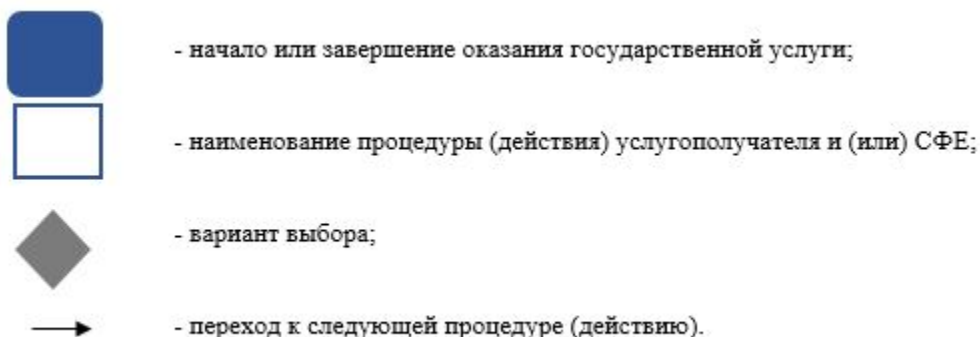 - начало или завершение оказания государственной услуги;
- наименование процедуры (действия) услугополучателя и (или) СФЕ;
- вариант выбора;
- переход к следующей процедуре (действию).